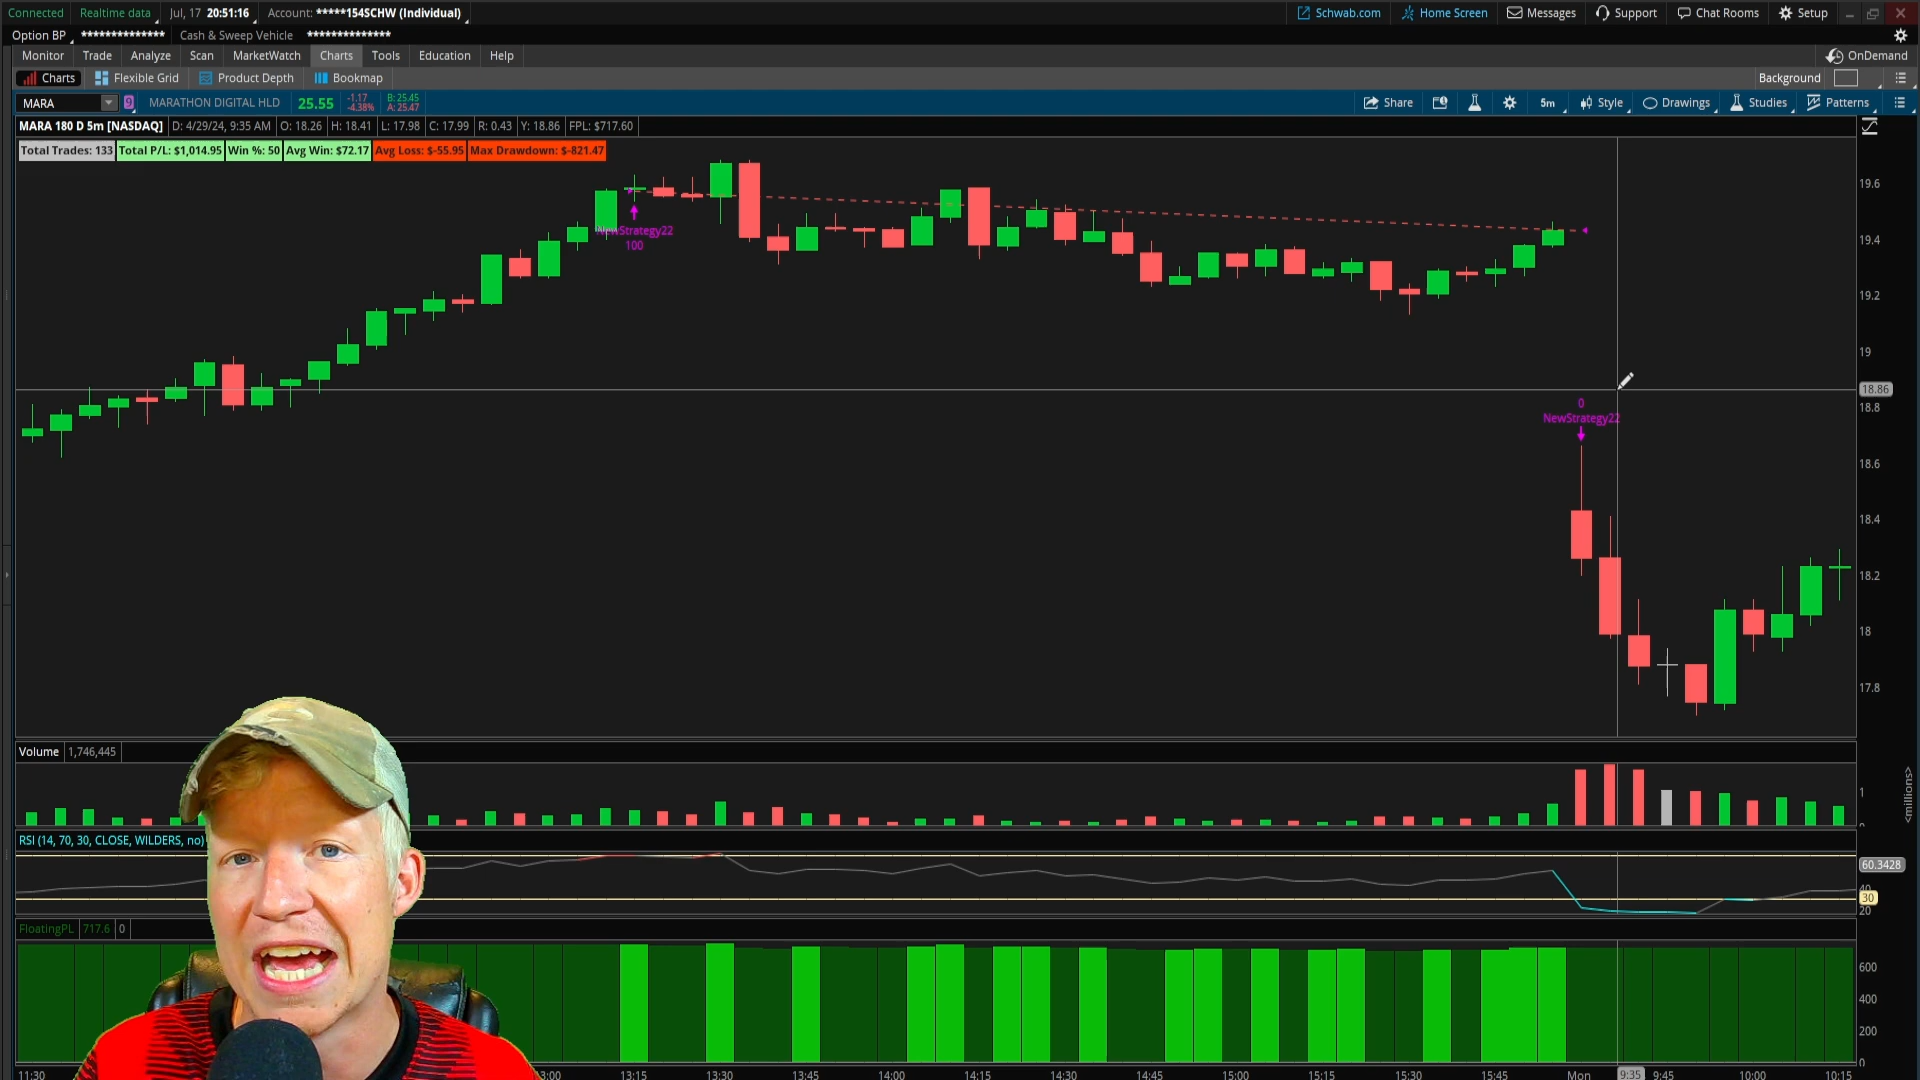 Connected Realtime data Jul, 17 20:51:16 Account: *****154SCHW (Individual) Schwab.com Home Screen Messages Support Chat Rooms Setup
Option BP ************** Cash & Sweep Vehicle **************
Monitor Trade Analyze Scan MarketWatch Charts Tools Education Help OnDemand
Charts Flexible Grid Product Depth Bookmap Background
MARA 9 MARATHON DIGITAL HLD 25.55 -1.17 -4.38% B: 25.45 A: 25.47 Share 5m Style Drawings Studies Patterns
MARA 180 D 5m [NASDAQ] D: 4/29/24, 9:35 AM O: 18.26 H: 18.41 L: 17.98 C: 17.99 R: 0.43 Y: 18.86 FPL: $717.60
Total Trades: 133 Total P/L: $1,014.95 Win %: 50 Avg Win: $72.17 Avg Loss: $-55.95 Max Drawdown: $-821.47
19.6
NewStrategy22
100
19.4
19.2
19
18.86
18.8
0
NewStrategy22
18.6
18.4
18.2
18
17.8
Volume 1,746,445
1
<millions>
RSI (14, 70, 30, CLOSE, WILDERS, no)
60.3428
40
30
20
FloatingPL 717.6 0
600
400
200
0
11:30 13:15 13:30 13:45 14:00 14:15 14:30 14:45 15:00 15:15 15:30 15:45 Mon 9:35 9:45 10:00 10:15